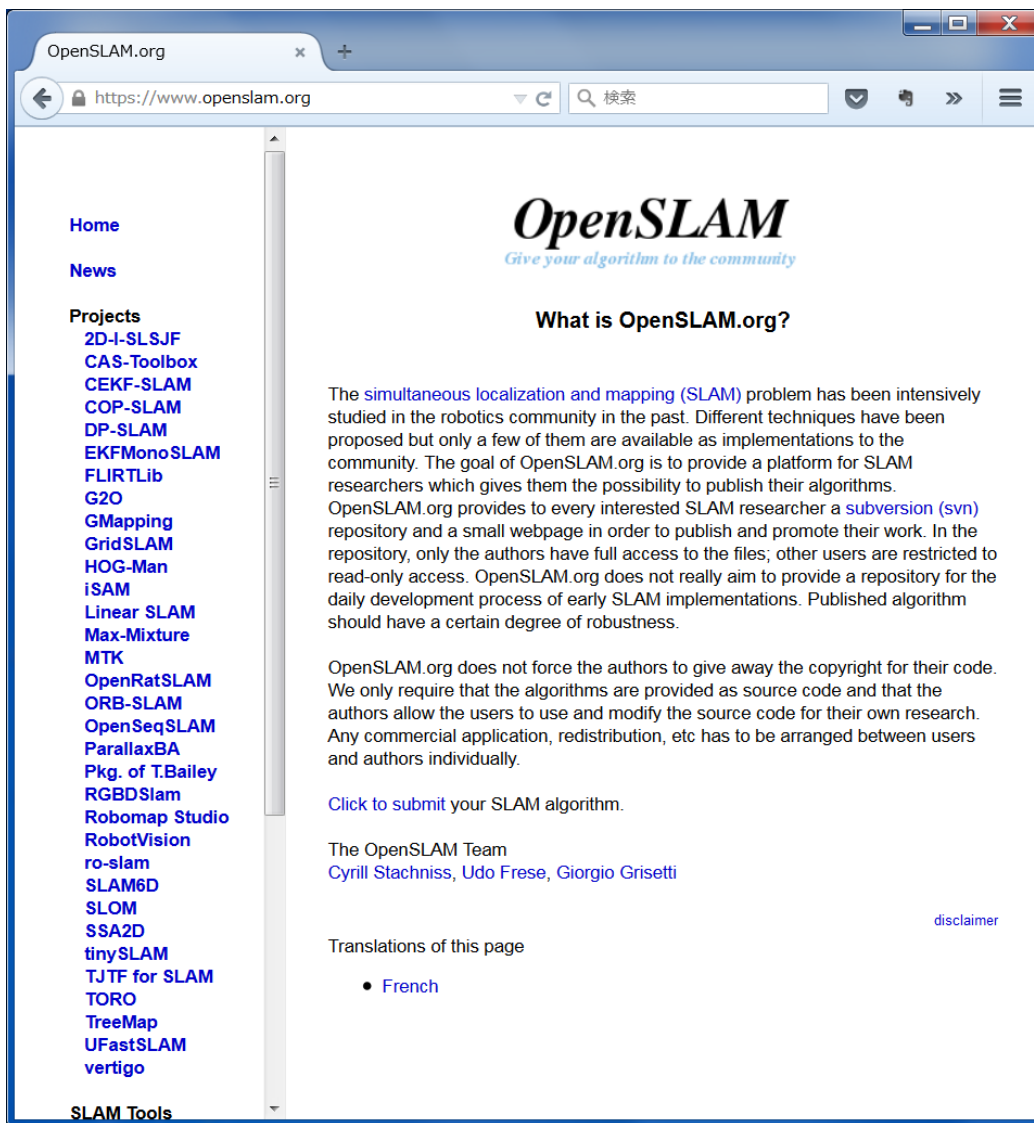 OpenSLAM.org
https://www.openslam.org
検索
Home
News
Projects
2D-I-SLSJF
CAS-Toolbox
CEKF-SLAM
COP-SLAM
DP-SLAM
EKFMonoSLAM
FLIRTLib
G2O
GMapping
GridSLAM
HOG-Man
iSAM
Linear SLAM
Max-Mixture
MTK
OpenRatSLAM
ORB-SLAM
OpenSeqSLAM
ParallaxBA
Pkg. of T.Bailey
RGBDSlam
Robomap Studio
RobotVision
ro-slam
SLAM6D
SLOM
SSA2D
tinySLAM
TJTF for SLAM
TORO
TreeMap
UFastSLAM
vertigo
SLAM Tools
OpenSLAM
Give your algorithm to the community
What is OpenSLAM.org?
The simultaneous localization and mapping (SLAM) problem has been intensively
studied in the robotics community in the past. Different techniques have been
proposed but only a few of them are available as implementations to the
community. The goal of OpenSLAM.org is to provide a platform for SLAM
researchers which gives them the possibility to publish their algorithms.
OpenSLAM.org provides to every interested SLAM researcher a subversion (svn)
repository and a small webpage in order to publish and promote their work. In the
repository, only the authors have full access to the files; other users are restricted to
read-only access. OpenSLAM.org does not really aim to provide a repository for the
daily development process of early SLAM implementations. Published algorithm
should have a certain degree of robustness.
OpenSLAM.org does not force the authors to give away the copyright for their code.
We only require that the algorithms are provided as source code and that the
authors allow the users to use and modify the source code for their own research.
Any commercial application, redistribution, etc has to be arranged between users
and authors individually.
Click to submit your SLAM algorithm.
The OpenSLAM Team
Cyrill Stachniss, Udo Frese, Giorgio Grisetti
disclaimer
Translations of this page
French